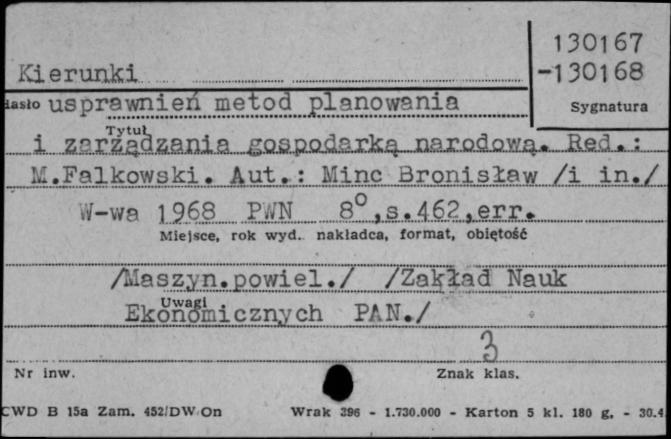 130167
Kierunki -130168
hasło usprawnień metod planowania Sygnatura
Tytuł
i zarządzania gospodarką narodową. Red.:
M.Falkowski. Aut.: Minc Bronisław /i in./
W-wa 1968 PWN 8°,s.462,err.
Miejsce, rok wyd. nakładca, format, objętość
/Maszyn.powiel./ /Zakład Nauk
Uwagi
Ekonomicznych PAN./
3
Nr inw. Znak klas.
CWD B 15a Zam. 452/DW/On Wrak 396 - 1.730.000 - Karton 5 kl. 180 g. - 30.4